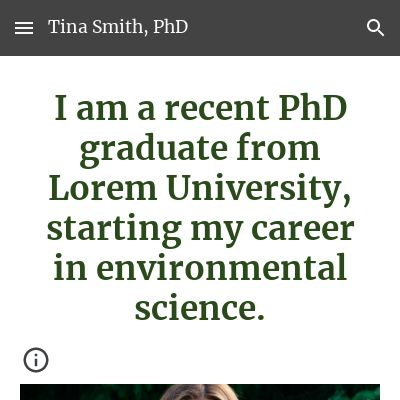 Tina Smith, PhD
I am a recent PhD
graduate from
Lorem University,
starting my career
in environmental
science.